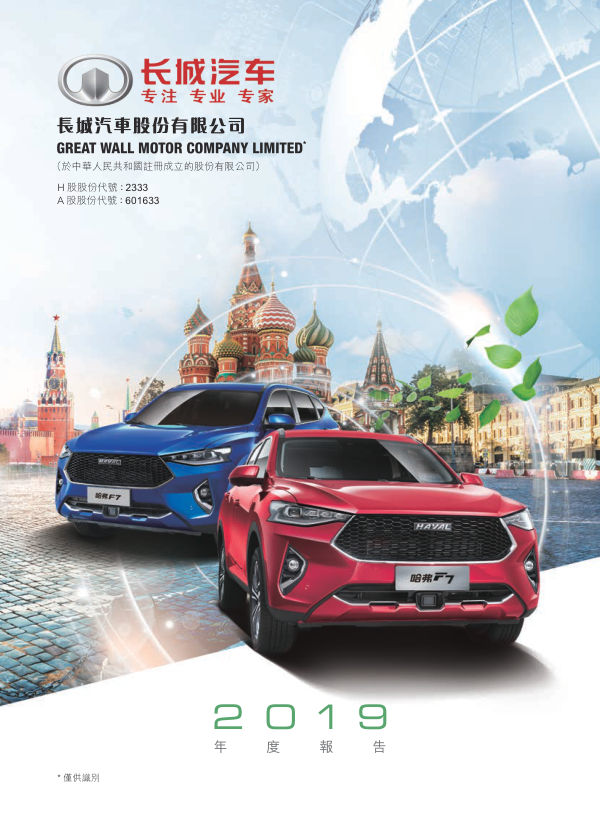 长城汽车
专注 专业 专家
長城汽車股份有限公司
GREAT WALL MOTOR COMPANY LIMITED*
(於中華人民共和國註冊成立的股份有限公司)
H 股股份代號：2333
A 股股份代號：601633
HAVAL
哈弗F7
HAVAL
哈弗F7
2019
年度報告
* 僅供識別